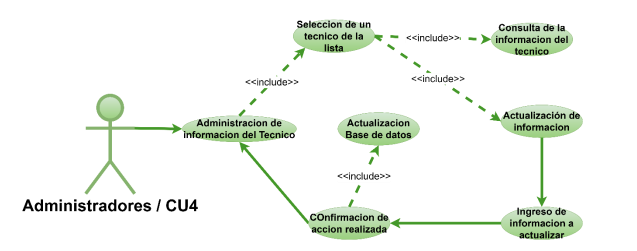 Seleccion de un
tecnico de la
lista
<<include>>
Consulta de la
informacion del
tecnico
<<include>>
<<include>>
Administracion de
informacion del Tecnico
Actualizacion
Base de datos
Actualización de
informacion
<<include>>
Administradores / CU4
COnfirmacion de
accion realizada
Ingreso de
informacion a
actualizar